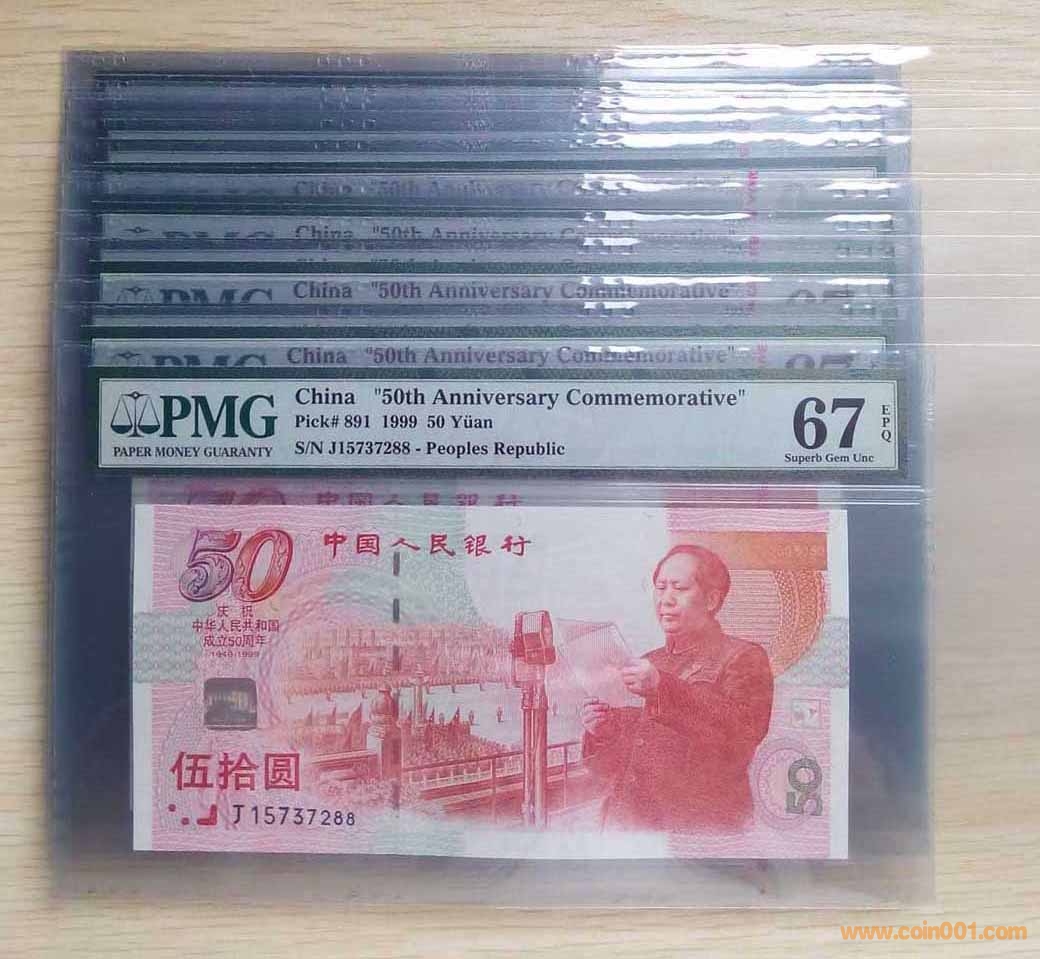 China "50th Anniversary Commemorative"
China "50th Anniversary Commemorative"
PMG China "50th Anniversary Commemorative"
PMG China "50th Anniversary Commemorative"
PMG
PAPER MONEY GUARANTY
China "50th Anniversary Commemorative"
Pick# 891 1999 50 Yüan
S/N J15737288 - Peoples Republic
67 EPQ
Superb Gem Unc
50 中国人民银行
庆祝
中华人民共和国
成立50周年
1949-1999
伍拾圆
J15737288
50
www.coin001.com